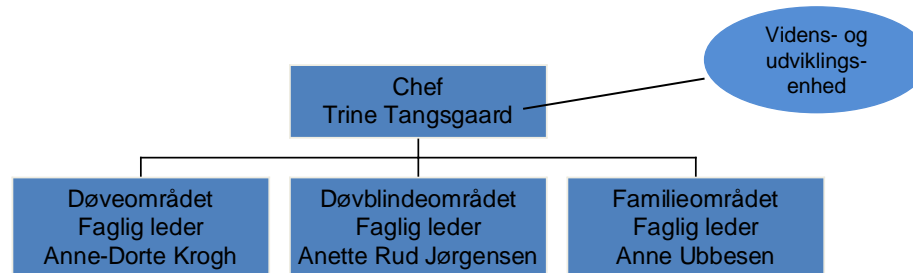 Videns- og
udviklings-
enhed
Chef
Trine Tangsgaard
Døveområdet
Faglig leder
Anne-Dorte Krogh
Døvblindeområdet
Faglig leder
Anette Rud Jørgensen
Familieområdet
Faglig leder
Anne Ubbesen